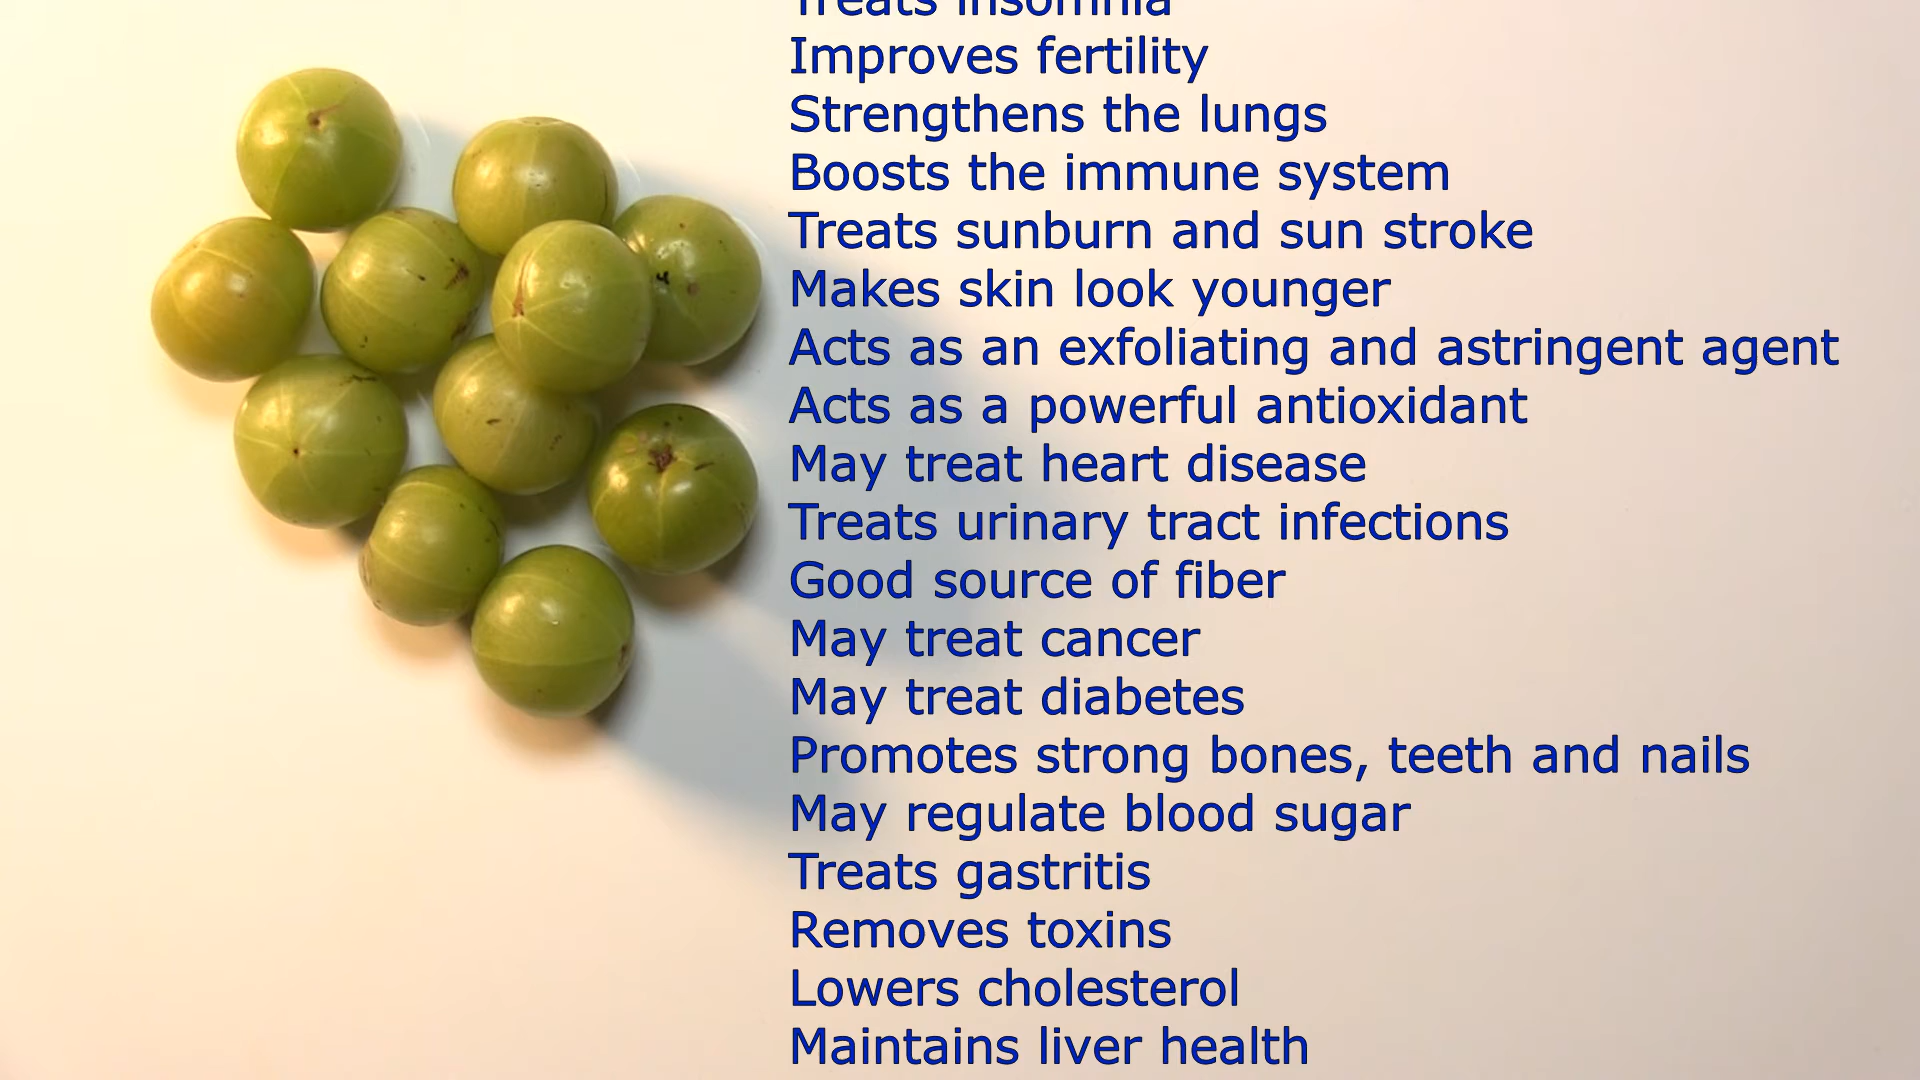 Treats insomnia
Improves fertility
Strengthens the lungs
Boosts the immune system
Treats sunburn and sun stroke
Makes skin look younger
Acts as an exfoliating and astringent agent
Acts as a powerful antioxidant
May treat heart disease
Treats urinary tract infections
Good source of fiber
May treat cancer
May treat diabetes
Promotes strong bones, teeth and nails
May regulate blood sugar
Treats gastritis
Removes toxins
Lowers cholesterol
Maintains liver health